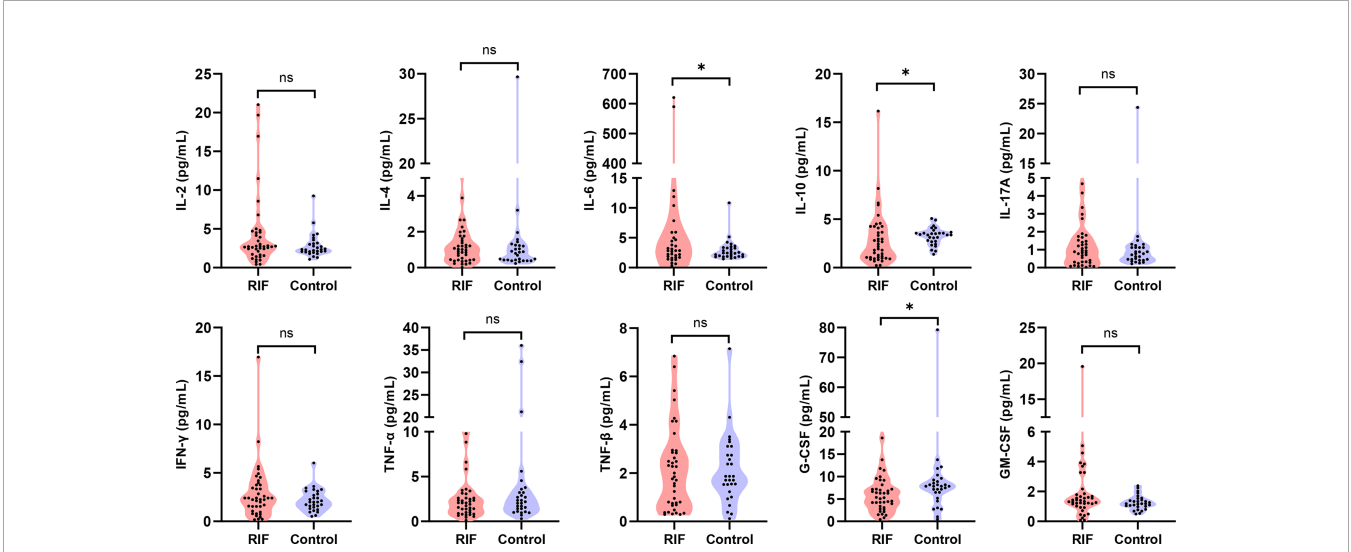 ns
IL-2 (pg/mL)
25
20
15
10
5
0
RIF Control
ns
IL-4 (pg/mL)
30
20
4
2
0
RIF Control
*
IL-6 (pg/mL)
700
600
500
400
15
10
5
0
RIF Control
*
IL-10 (pg/mL)
20
15
10
5
0
RIF Control
ns
IL-17A (pg/mL)
30
25
20
15
5
4
3
2
1
0
RIF Control
ns
IFN-γ (pg/mL)
20
15
10
5
0
RIF Control
ns
TNF-α (pg/mL)
40
35
30
25
20
10
5
0
RIF Control
ns
TNF-β (pg/mL)
8
6
4
2
0
RIF Control
*
G-CSF (pg/mL)
80
70
60
50
20
15
10
5
0
RIF Control
ns
GM-CSF (pg/mL)
25
20
15
10
6
4
2
0
RIF Control